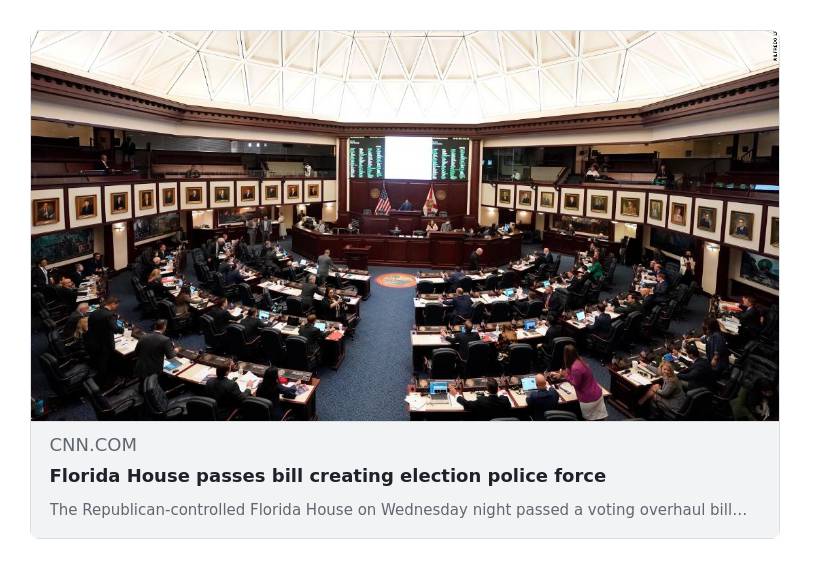 CNN.COM
Florida House passes bill creating election police force
The Republican-controlled Florida House on Wednesday night passed a voting overhaul bill...